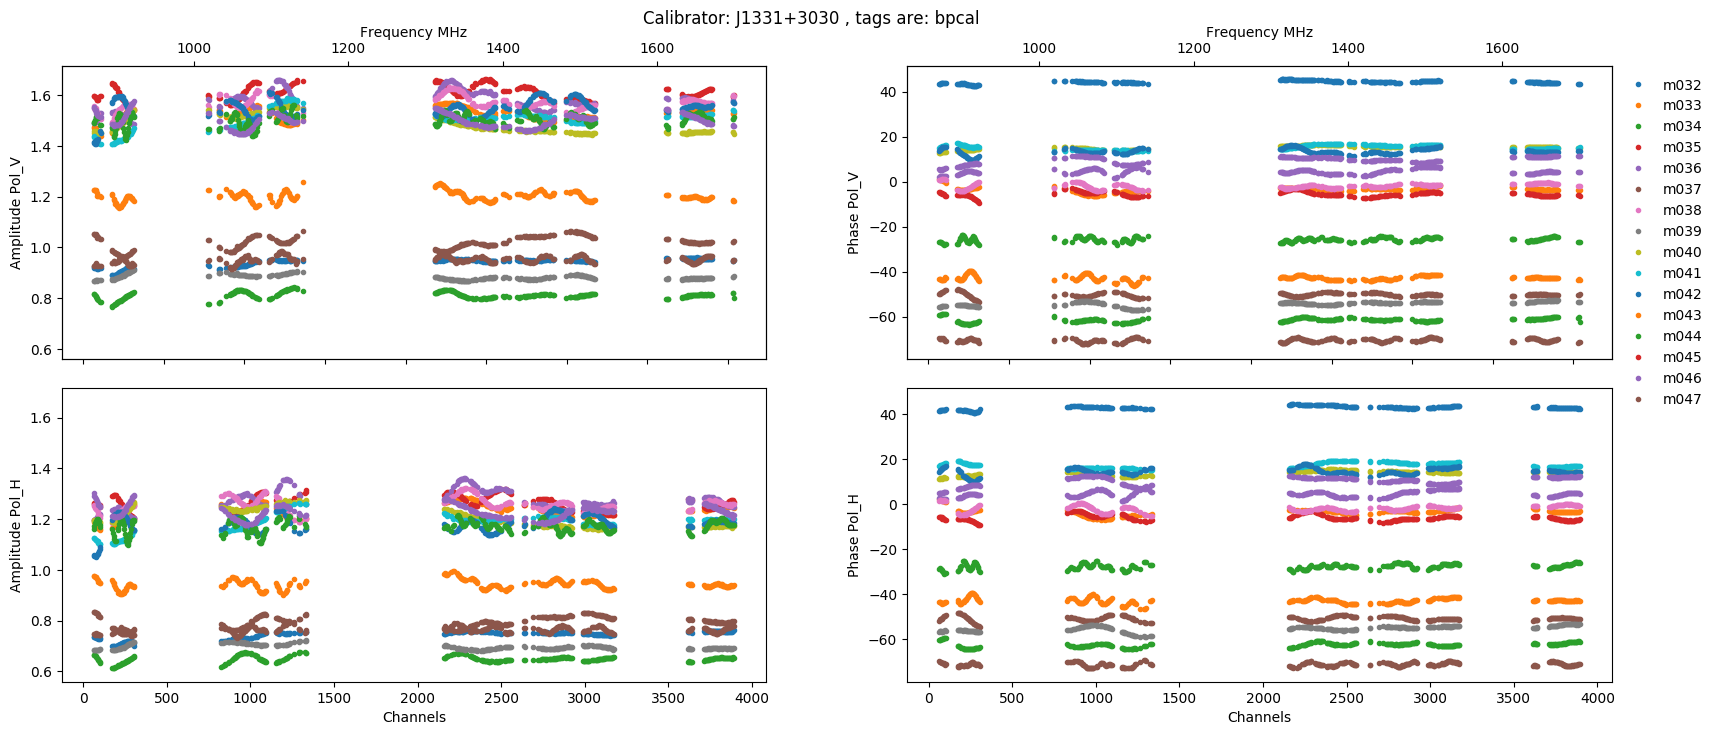 Calibrator: J1331+3030 , tags are: bpcal
Frequency MHz
1000 1200 1400 1600
Amplitude Pol_V
1.6
1.4
1.2
1.0
0.8
0.6
Frequency MHz
1000 1200 1400 1600
Phase Pol_V
40
20
0
−20
−40
−60
m032
m033
m034
m035
m036
m037
m038
m039
m040
m041
m042
m043
m044
m045
m046
m047
Amplitude Pol_H
1.6
1.4
1.2
1.0
0.8
0.6
0 500 1000 1500 2000 2500 3000 3500 4000
Channels
Phase Pol_H
40
20
0
−20
−40
−60
0 500 1000 1500 2000 2500 3000 3500 4000
Channels